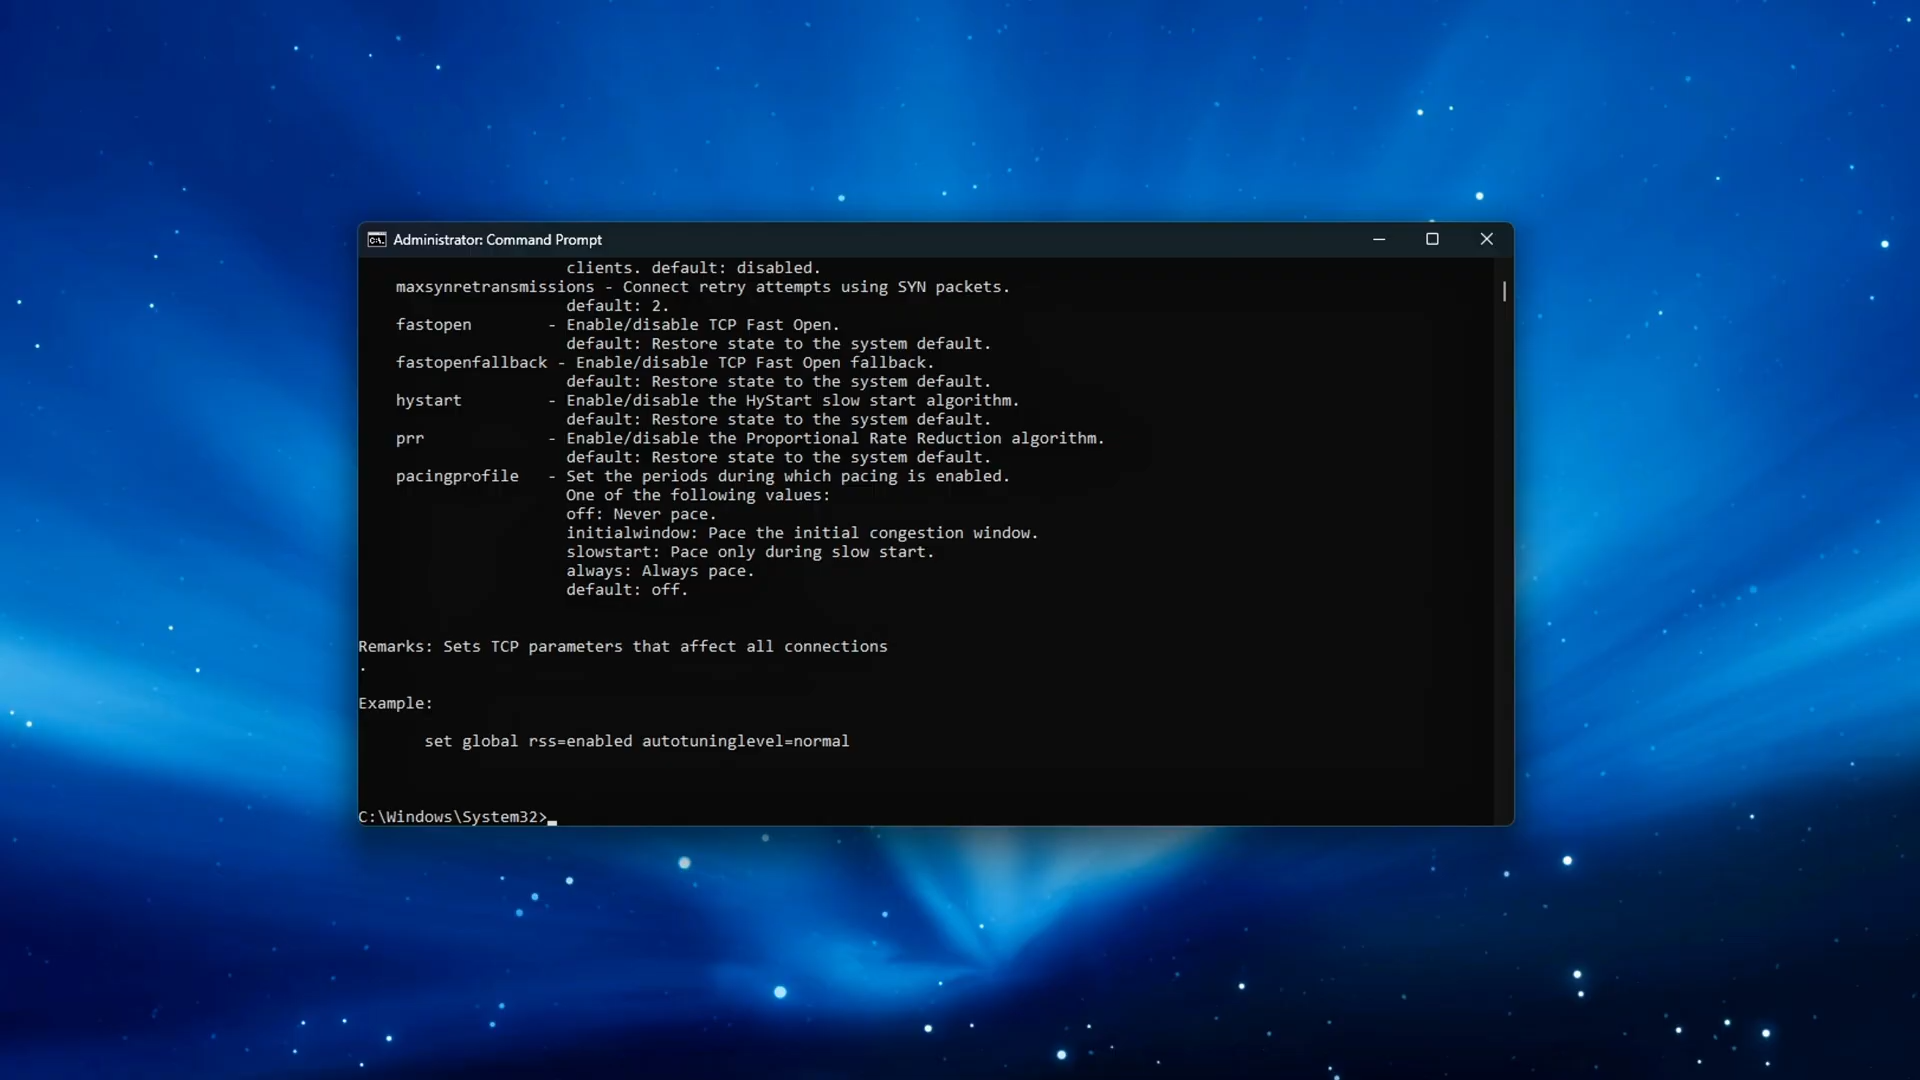 Administrator: Command Prompt
clients. default: disabled.
maxsynretransmissions - Connect retry attempts using SYN packets.
default: 2.
fastopen - Enable/disable TCP Fast Open.
default: Restore state to the system default.
fastopenfallback - Enable/disable TCP Fast Open fallback.
default: Restore state to the system default.
hystart - Enable/disable the HyStart slow start algorithm.
default: Restore state to the system default.
prr - Enable/disable the Proportional Rate Reduction algorithm.
default: Restore state to the system default.
pacingprofile - Set the periods during which pacing is enabled.
One of the following values:
off: Never pace.
initialwindow: Pace the initial congestion window.
slowstart: Pace only during slow start.
always: Always pace.
default: off.
Remarks: Sets TCP parameters that affect all connections
.
Example:
set global rss=enabled autotuninglevel=normal
C:\Windows\System32>